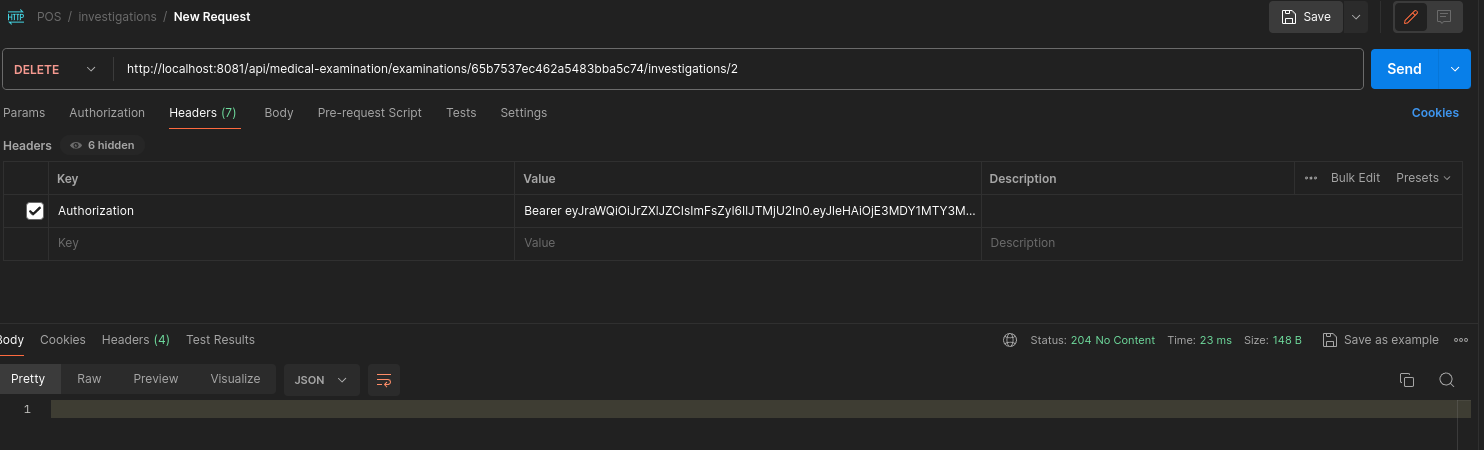 HTTP POS / investigations / New Request Save
DELETE http://localhost:8081/api/medical-examination/examinations/65b7537ec462a5483bba5c74/investigations/2 Send
Params Authorization Headers (7) Body Pre-request Script Tests Settings Cookies
Headers 6 hidden
Key Value Description ••• Bulk Edit Presets
Authorization Bearer eyJraWQiOiJrZXlJZCIsImFsZyI6IlJTMjU2In0.eyJleHAiOjE3MDY1MTY3M...
Key Value Description
Body Cookies Headers (4) Test Results Status: 204 No Content Time: 23 ms Size: 148 B Save as example
Pretty Raw Preview Visualize JSON
1